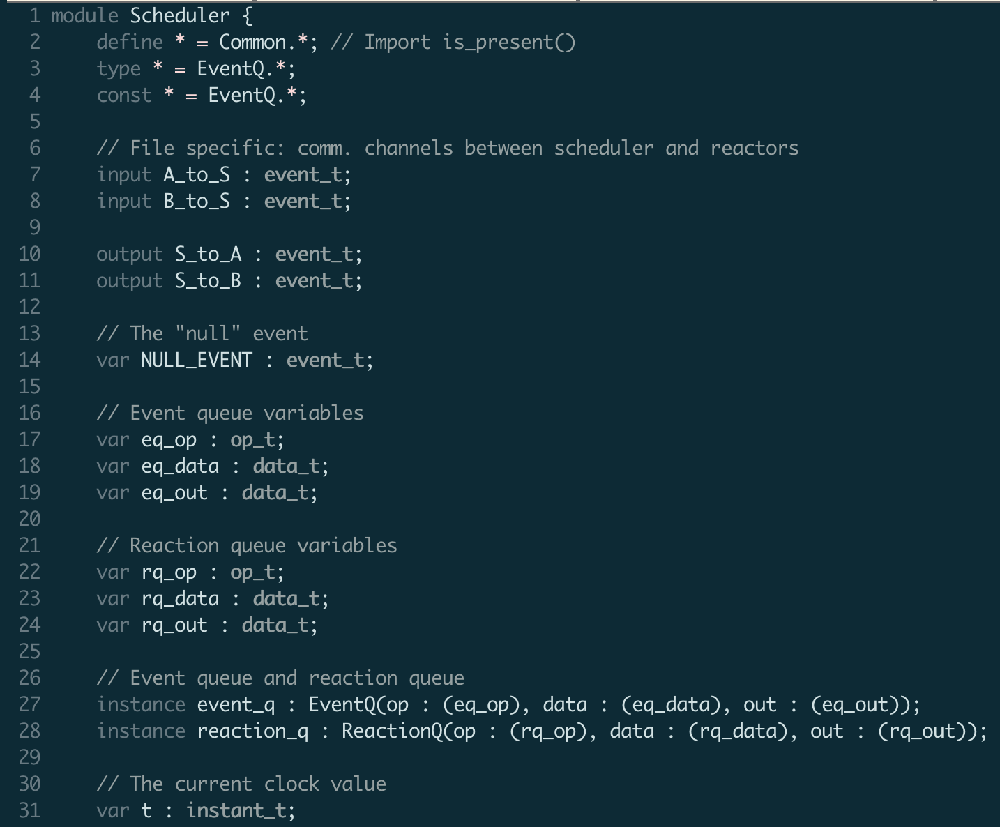 1 module Scheduler {
2     define * = Common.*; // Import is_present()
3     type * = EventQ.*;
4     const * = EventQ.*;
5
6     // File specific: comm. channels between scheduler and reactors
7     input A_to_S : event_t;
8     input B_to_S : event_t;
9
10     output S_to_A : event_t;
11     output S_to_B : event_t;
12
13     // The "null" event
14     var NULL_EVENT : event_t;
15
16     // Event queue variables
17     var eq_op : op_t;
18     var eq_data : data_t;
19     var eq_out : data_t;
20
21     // Reaction queue variables
22     var rq_op : op_t;
23     var rq_data : data_t;
24     var rq_out : data_t;
25
26     // Event queue and reaction queue
27     instance event_q : EventQ(op : (eq_op), data : (eq_data), out : (eq_out));
28     instance reaction_q : ReactionQ(op : (rq_op), data : (rq_data), out : (rq_out));
29
30     // The current clock value
31     var t : instant_t;